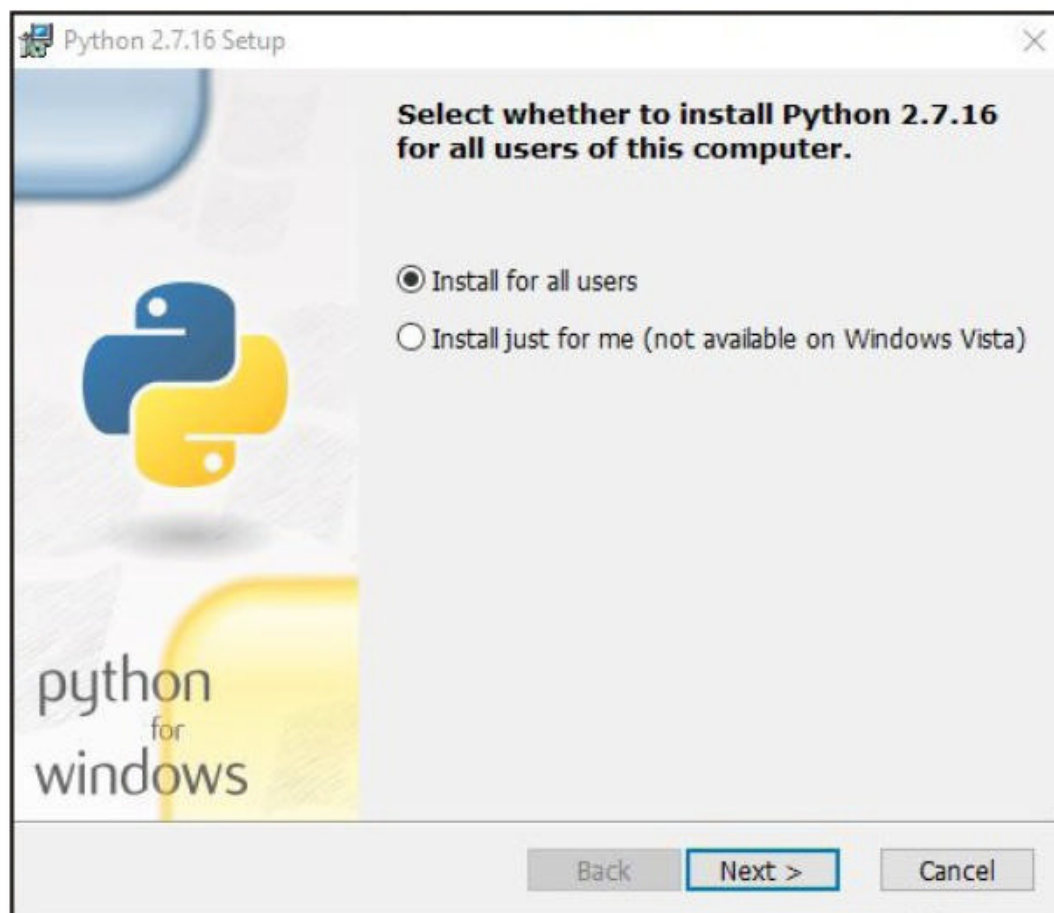 Python 2.7.16 Setup
Select whether to install Python 2.7.16
for all users of this computer.
Install for all users
Install just for me (not available on Windows Vista)
python
for
windows
Back
Next >
Cancel